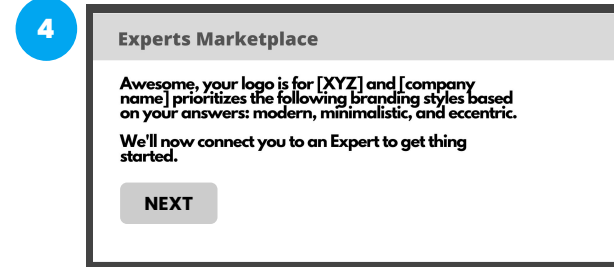 4
Experts Marketplace
Awesome, your logo is for [XYZ] and [company
name] prioritizes the following branding styles based
on your answers: modern, minimalistic, and eccentric.
We'll now connect you to an Expert to get thing
started.
NEXT